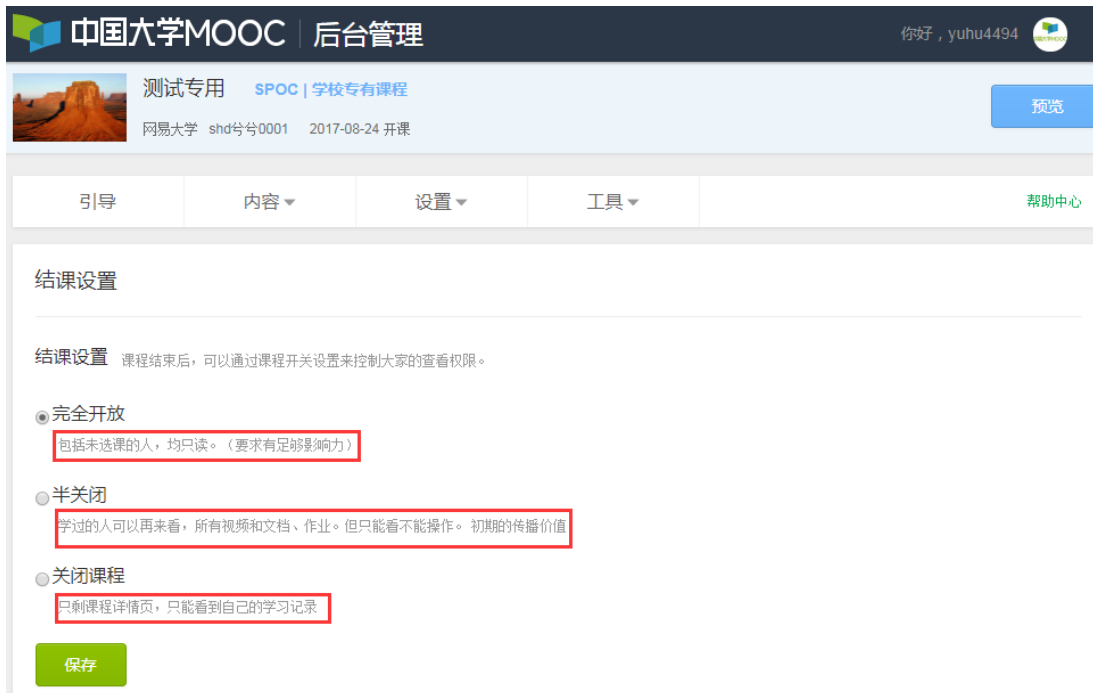 中国大学MOOC | 后台管理
你好，yuhu4494
测试专用 SPOC | 学校专有课程
预览
网易大学 shd兮兮0001 2017-08-24 开课
引导 内容 设置 工具 帮助中心
结课设置
结课设置 课程结束后，可以通过课程开关设置来控制大家的查看权限。
完全开放
包括未选课的人，均只读。（要求有足够影响力）
半关闭
学过的人可以再来看，所有视频和文档、作业。但只能看不能操作。 初期的传播价值
关闭课程
只剩课程详情页，只能看到自己的学习记录
保存